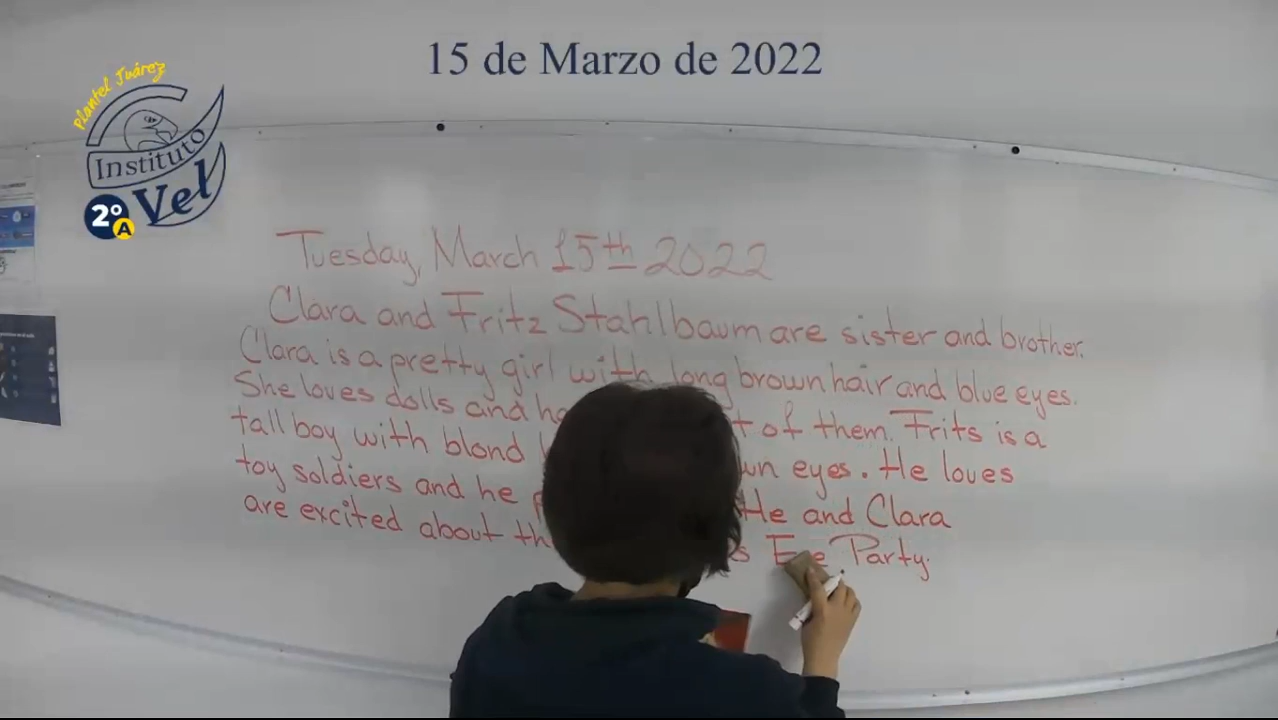 15 de Marzo de 2022
Plantel Juárez
Instituto
Vel
2° A
Tuesday, March 15th 2022
Clara and Fritz Stahlbaum are sister and brother.
Clara is a pretty girl with long brown hair and blue eyes.
She loves dolls and of them. Frits is a
tall boy with blond eyes. He loves
toy soldiers and he He and Clara
are excited about Party.